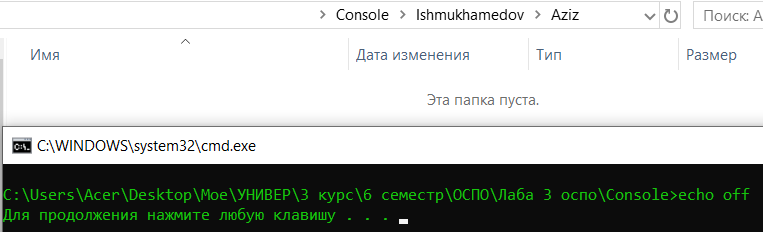 Console > Ishmukhamedov > Aziz
Поиск: A
Имя Дата изменения Тип Размер
Эта папка пуста.
C:\WINDOWS\system32\cmd.exe
C:\Users\Acer\Desktop\Мое\УНИВЕР\3 курс\6 семестр\ОСПО\Лаба 3 оспо\Console>echo off
Для продолжения нажмите любую клавишу . . .